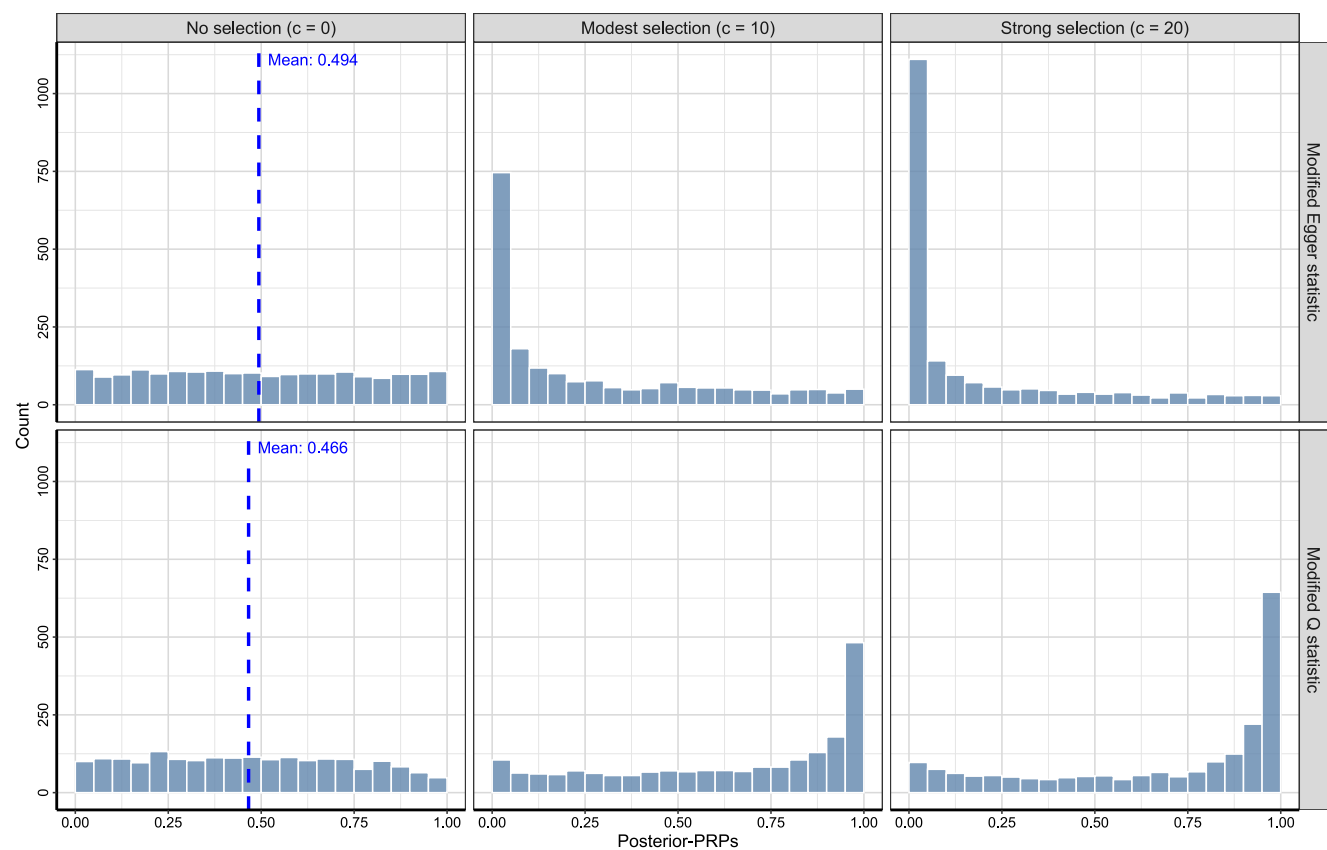 No selection (c = 0)
Modest selection (c = 10)
Strong selection (c = 20)
Mean: 0.494
1000
750
500
250
0
Modified Egger statistic
Count
Mean: 0.466
1000
750
500
250
0
Modified Q statistic
0.00 0.25 0.50 0.75 1.00
0.00 0.25 0.50 0.75 1.00
0.00 0.25 0.50 0.75 1.00
Posterior-PRPs